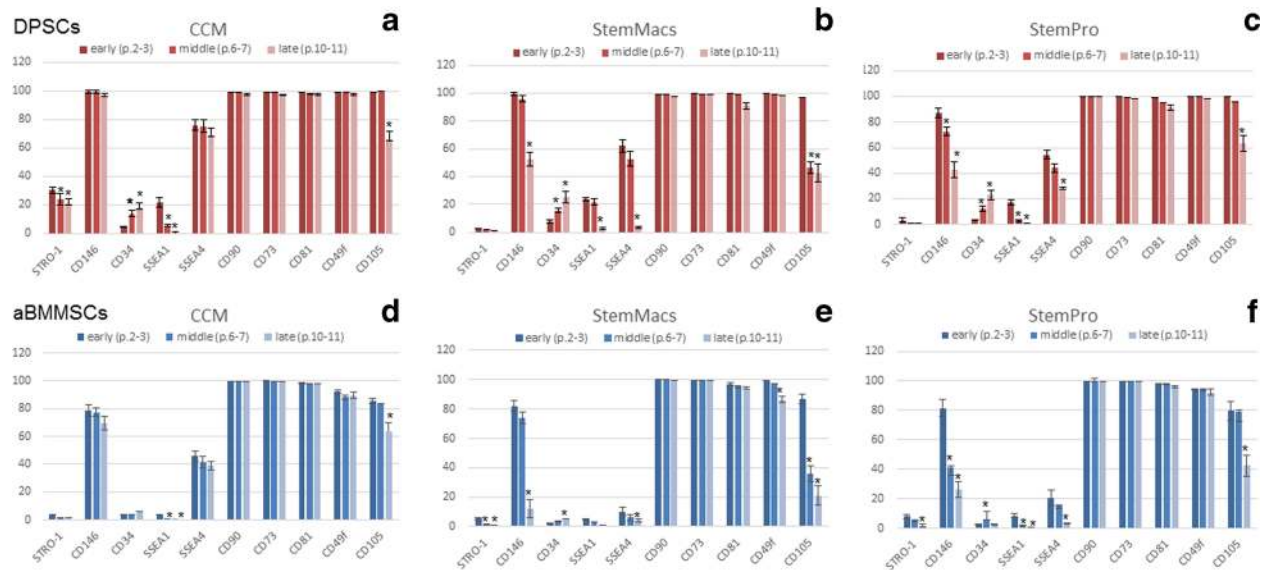 DPSCs
CCM
a
early (p.2-3) middle (p.6-7) late (p.10-11)
120
100
80
60
40
20
0
* * * * * * *
STRO-1 CD146 CD34 SSEA1 SSEA4 CD90 CD73 CD81 CD49f CD105
StemMacs
b
early (p.2-3) middle (p.6-7) late (p.10-11)
120
100
80
60
40
20
0
* * * * * * *
STRO-1 CD146 CD34 SSEA1 SSEA4 CD90 CD73 CD81 CD49f CD105
StemPro
c
early (p.2-3) middle (p.6-7) late (p.10-11)
120
100
80
60
40
20
0
* * * * * * * *
STRO-1 CD146 CD34 SSEA1 SSEA4 CD90 CD73 CD81 CD49f CD105
aBMMSCs
CCM
d
early (p.2-3) middle (p.6-7) late (p.10-11)
120
100
80
60
40
20
0
* * *
STRO-1 CD146 CD34 SSEA1 SSEA4 CD90 CD73 CD81 CD49f CD105
StemMacs
e
early (p.2-3) middle (p.6-7) late (p.10-11)
120
100
80
60
40
20
0
* * * * * * * *
STRO-1 CD146 CD34 SSEA1 SSEA4 CD90 CD73 CD81 CD49f CD105
StemPro
f
early (p.2-3) middle (p.6-7) late (p.10-11)
120
100
80
60
40
20
0
* * * * * * * *
STRO-1 CD146 CD34 SSEA1 SSEA4 CD90 CD73 CD81 CD49f CD105